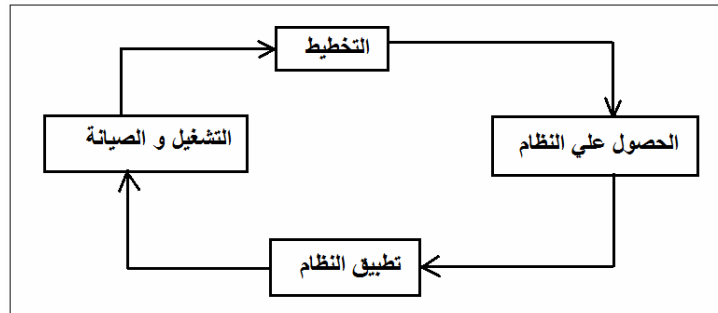 التخطيط
الحصول علي النظام
تطبيق النظام
التشغيل و الصيانة